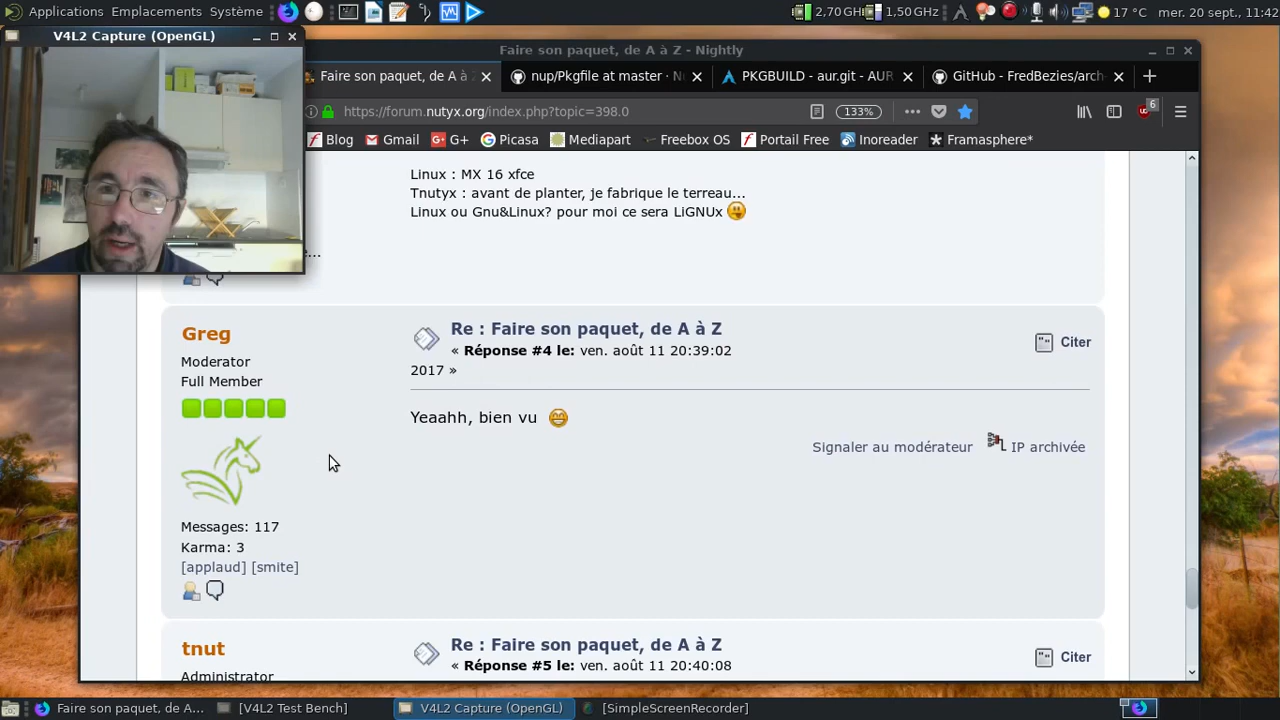 Applications Emplacements Système
2,70 GHz 1,50 GHz 17 °C mer. 20 sept., 11:42
V4L2 Capture (OpenGL)
Faire son paquet, de A à Z - Nightly
Faire son paquet, de A à Z
nup/Pkgfile at master · N
PKGBUILD - aur.git - AUR
GitHub - FredBezies/arch-
https://forum.nutyx.org/index.php?topic=398.0
133%
6
Blog Gmail G+ Picasa Mediapart Freebox OS Portail Free Inoreader Framasphere*
Linux : MX 16 xfce
Tnutyx : avant de planter, je fabrique le terreau...
Linux ou Gnu&Linux? pour moi ce sera LiGNUx
e...
Greg
Moderator
Full Member
Messages: 117
Karma: 3
[applaud] [smite]
Re : Faire son paquet, de A à Z
« Réponse #4 le: ven. août 11 20:39:02
2017 »
Citer
Yeaahh, bien vu
Signaler au modérateur IP archivée
tnut
Administrator
Re : Faire son paquet, de A à Z
« Réponse #5 le: ven. août 11 20:40:08
Citer
Faire son paquet, de A à Z...
[V4L2 Test Bench]
V4L2 Capture (OpenGL)
[SimpleScreenRecorder]